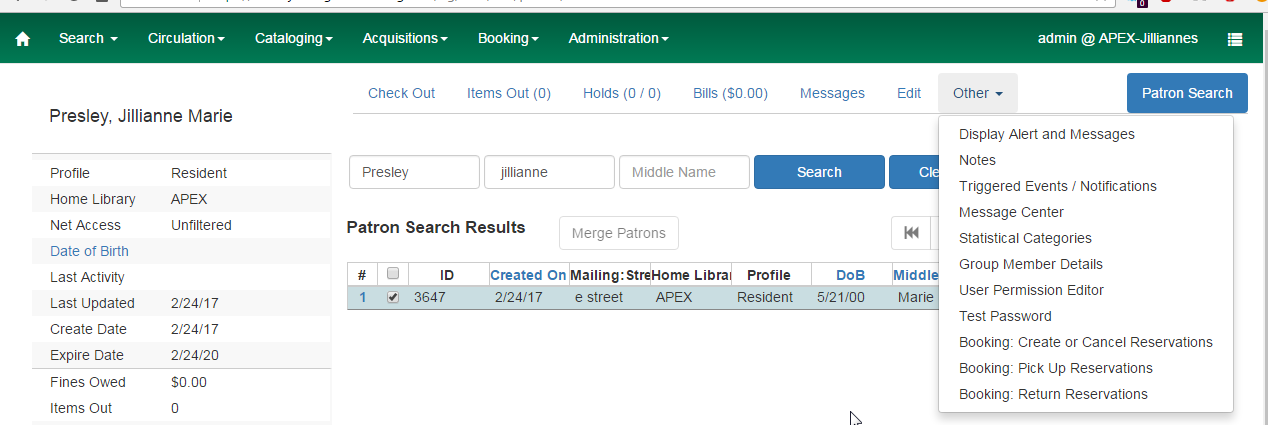 0
Search Circulation Cataloging Acquisitions Booking Administration admin @ APEX-Jilliannes
Presley, Jillianne Marie
Check Out Items Out (0) Holds (0 / 0) Bills ($0.00) Messages Edit Other Patron Search
Profile Resident
Home Library APEX
Net Access Unfiltered
Date of Birth
Last Activity
Last Updated 2/24/17
Create Date 2/24/17
Expire Date 2/24/20
Fines Owed $0.00
Items Out 0
Presley jillianne Middle Name Search Cle
Patron Search Results Merge Patrons
# ID Created On Mailing:Stre Home Librar Profile DoB Middle
1 3647 2/24/17 e street APEX Resident 5/21/00 Marie
Display Alert and Messages
Notes
Triggered Events / Notifications
Message Center
Statistical Categories
Group Member Details
User Permission Editor
Test Password
Booking: Create or Cancel Reservations
Booking: Pick Up Reservations
Booking: Return Reservations